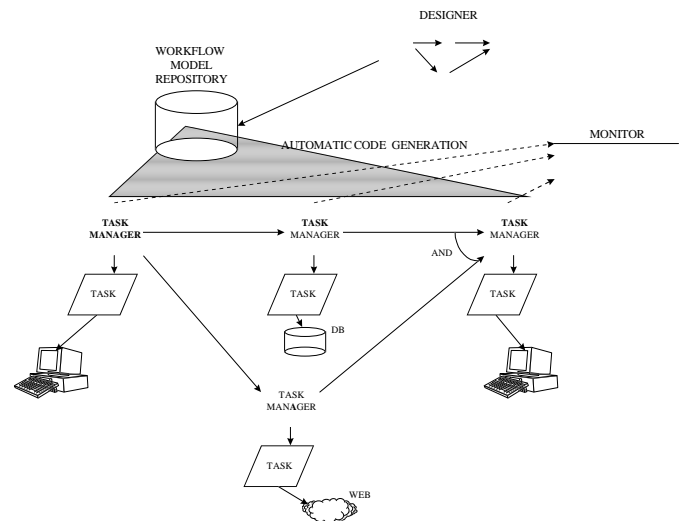 DESIGNER
WORKFLOW
MODEL
REPOSITORY
MONITOR
AUTOMATIC CODE GENERATION
TASK
MANAGER
TASK
MANAGER
TASK
MANAGER
AND
TASK
TASK
TASK
DB
TASK
MANAGER
TASK
WEB